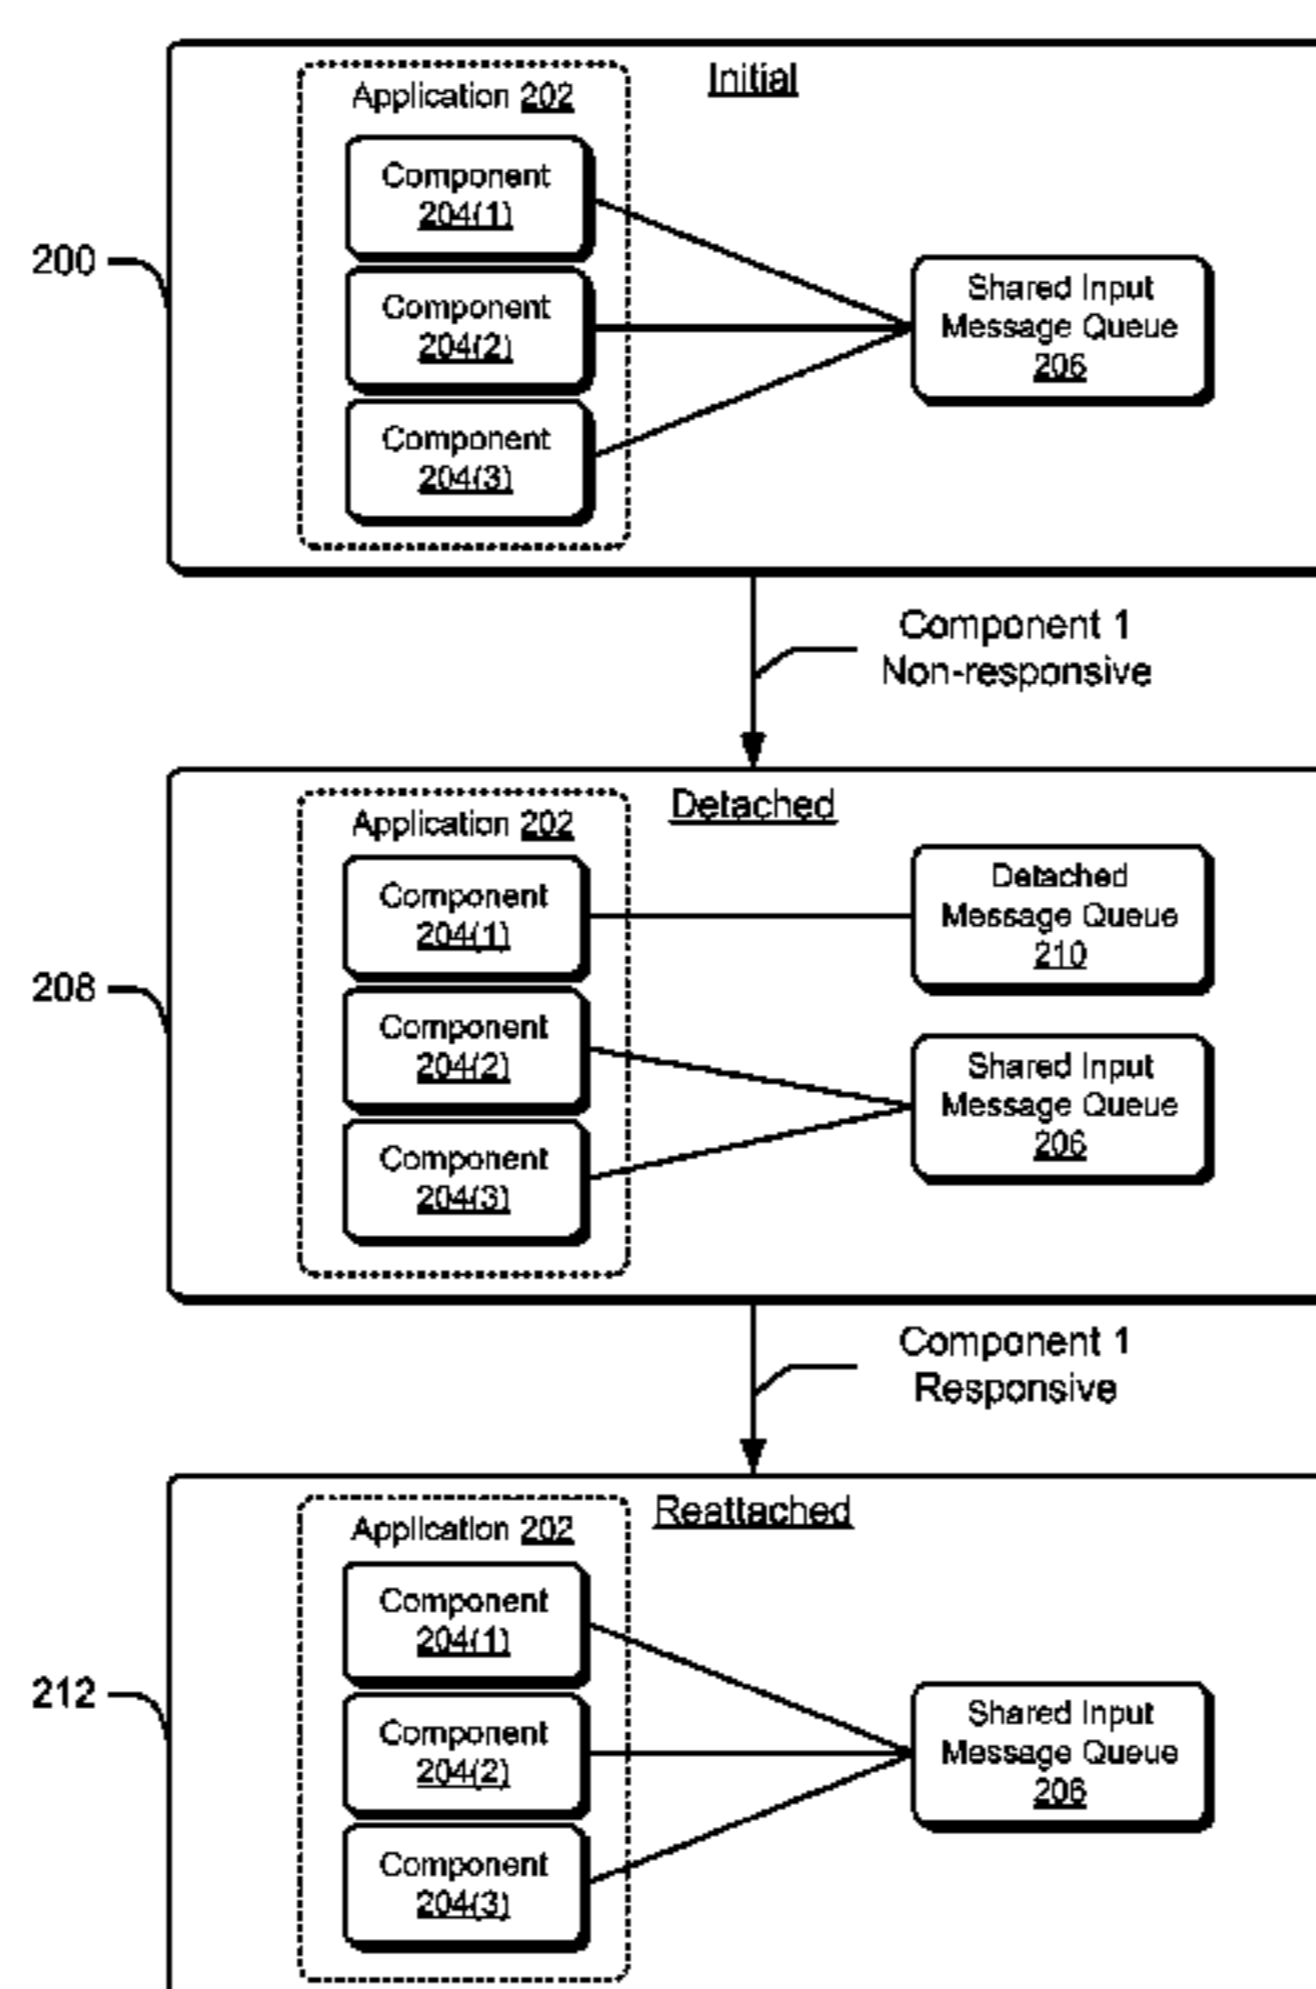 Initial
Application 202
Component
204(1)
Component
204(2)
Component
204(3)
200
Shared Input
Message Queue
206
Component 1
Non-responsive
Detached
Application 202
Component
204(1)
Component
204(2)
Component
204(3)
208
Detached
Message Queue
210
Shared Input
Message Queue
206
Component 1
Responsive
Reattached
Application 202
Component
204(1)
Component
204(2)
Component
204(3)
212
Shared Input
Message Queue
206